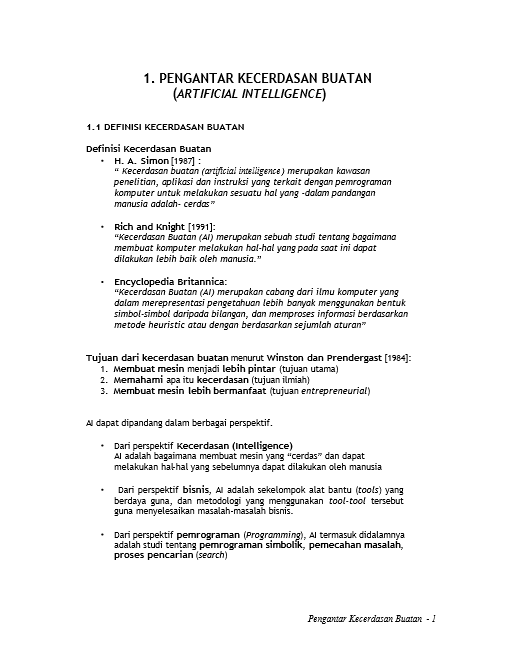 1. PENGANTAR KECERDASAN BUATAN
(ARTIFICIAL INTELLIGENCE)
1.1 DEFINISI KECERDASAN BUATAN
Definisi Kecerdasan Buatan
• H. A. Simon [1987] :
“ Kecerdasan buatan (artificial intelligence) merupakan kawasan
penelitian, aplikasi dan instruksi yang terkait dengan pemrograman
komputer untuk melakukan sesuatu hal yang -dalam pandangan
manusia adalah- cerdas”
• Rich and Knight [1991]:
“Kecerdasan Buatan (AI) merupakan sebuah studi tentang bagaimana
membuat komputer melakukan hal-hal yang pada saat ini dapat
dilakukan lebih baik oleh manusia.”
• Encyclopedia Britannica:
“Kecerdasan Buatan (AI) merupakan cabang dari ilmu komputer yang
dalam merepresentasi pengetahuan lebih banyak menggunakan bentuk
simbol-simbol daripada bilangan, dan memproses informasi berdasarkan
metode heuristic atau dengan berdasarkan sejumlah aturan”
Tujuan dari kecerdasan buatan menurut Winston dan Prendergast [1984]:
1. Membuat mesin menjadi lebih pintar (tujuan utama)
2. Memahami apa itu kecerdasan (tujuan ilmiah)
3. Membuat mesin lebih bermanfaat (tujuan entrepreneurial)
AI dapat dipandang dalam berbagai perspektif.
• Dari perspektif Kecerdasan (Intelligence)
AI adalah bagaimana membuat mesin yang “cerdas” dan dapat
melakukan hal-hal yang sebelumnya dapat dilakukan oleh manusia
• Dari perspektif bisnis, AI adalah sekelompok alat bantu (tools) yang
berdaya guna, dan metodologi yang menggunakan tool-tool tersebut
guna menyelesaikan masalah-masalah bisnis.
• Dari perspektif pemrograman (Programming), AI termasuk didalamnya
adalah studi tentang pemrograman simbolik, pemecahan masalah,
proses pencarian (search)
Pengantar Kecerdasan Buatan - 1